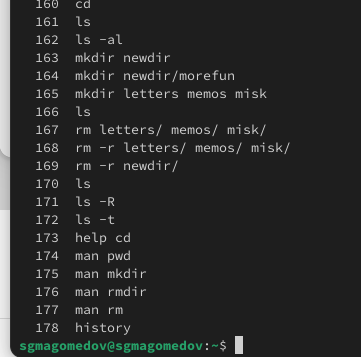 160 cd
161 ls
162 ls -al
163 mkdir newdir
164 mkdir newdir/morefun
165 mkdir letters memos misk
166 ls
167 rm letters/ memos/ misk/
168 rm -r letters/ memos/ misk/
169 rm -r newdir/
170 ls
171 ls -R
172 ls -t
173 help cd
174 man pwd
175 man mkdir
176 man rmdir
177 man rm
178 history
sgmagomedov@sgmagomedov:~$